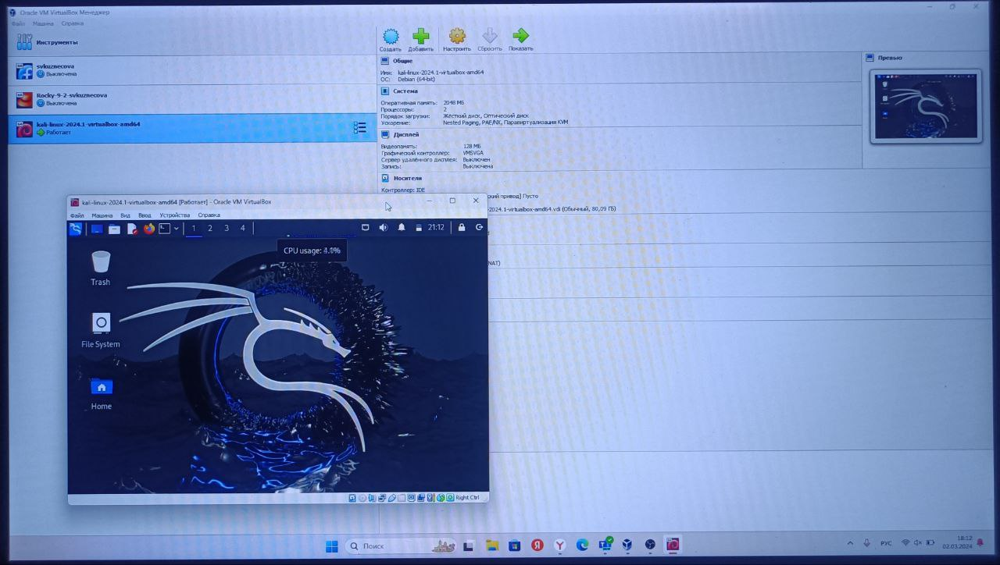 Oracle VM VirtualBox Менеджер
Файл Машина Справка
Инструменты
Создать Добавить Настроить Сбросить Показать
svkuznecova
Выключена
Rocky-9-2-svkuznecova
Выключена
kali-linux-2024.1-virtualbox-amd64
Работает
Общие
Имя: kali-linux-2024.1-virtualbox-amd64
ОС: Debian (64-bit)
Система
Оперативная память: 2048 МБ
Процессоры: 2
Порядок загрузки: Жёсткий диск, Оптический диск
Ускорение: Nested Paging, PAE/NX, Паравиртуализация KVM
Дисплей
Видеопамять: 128 МБ
Графический контроллер: VMSVGA
Сервер удалённого дисплея: Выключен
Запись: Выключена
Носители
Контроллер: IDE
ский привод] Пусто
-2024.1-virtualbox-amd64.vdi (Обычный, 80,09 ГБ)
NAT)
Превью
kali-linux-2024.1-virtualbox-amd64 [Работает] - Oracle VM VirtualBox
Файл Машина Вид Ввод Устройства Справка
1 2 3 4
21:12
CPU usage: 4.0%
Trash
File System
Home
Right Ctrl
Поиск
РУС
18:12
02.03.2024